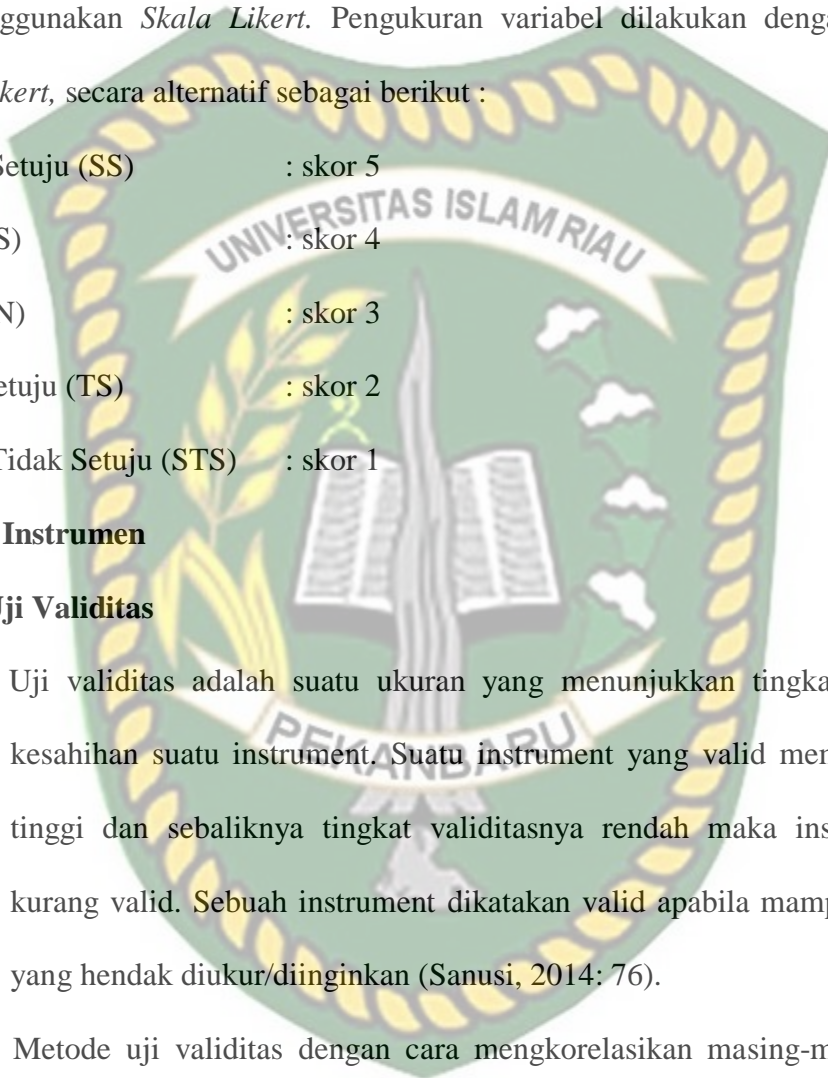 ggunakan Skala Likert. Pengukuran variabel dilakukan denga
kert, secara alternatif sebagai berikut :
Setuju (SS) : skor 5
S) : skor 4
N) : skor 3
etuju (TS) : skor 2
Tidak Setuju (STS) : skor 1
Instrumen
Uji Validitas
Uji validitas adalah suatu ukuran yang menunjukkan tingka
kesahihan suatu instrument. Suatu instrument yang valid mem
tinggi dan sebaliknya tingkat validitasnya rendah maka ins
kurang valid. Sebuah instrument dikatakan valid apabila mamp
yang hendak diukur/diinginkan (Sanusi, 2014: 76).
Metode uji validitas dengan cara mengkorelasikan masing-m
UNIVERSITAS ISLAM RIAU
PEKANBARU